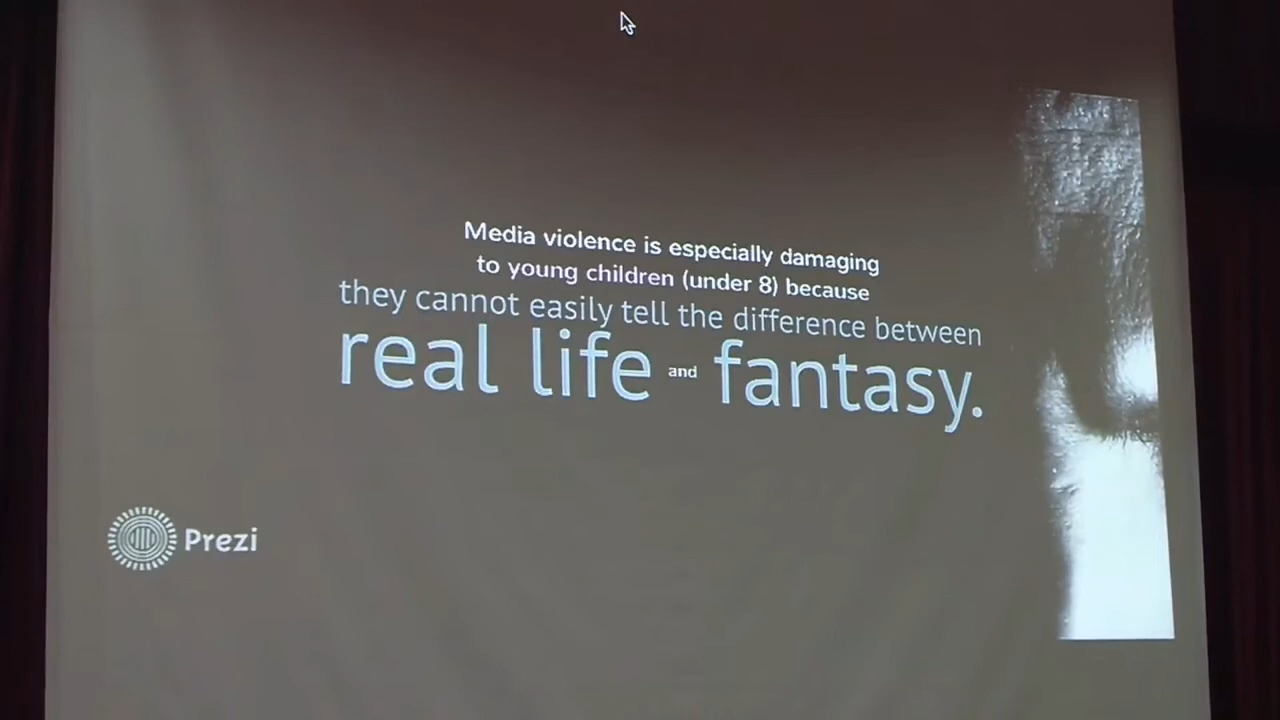 Media violence is especially damaging
to young children (under 8) because
they cannot easily tell the difference between
real life and fantasy.
Prezi